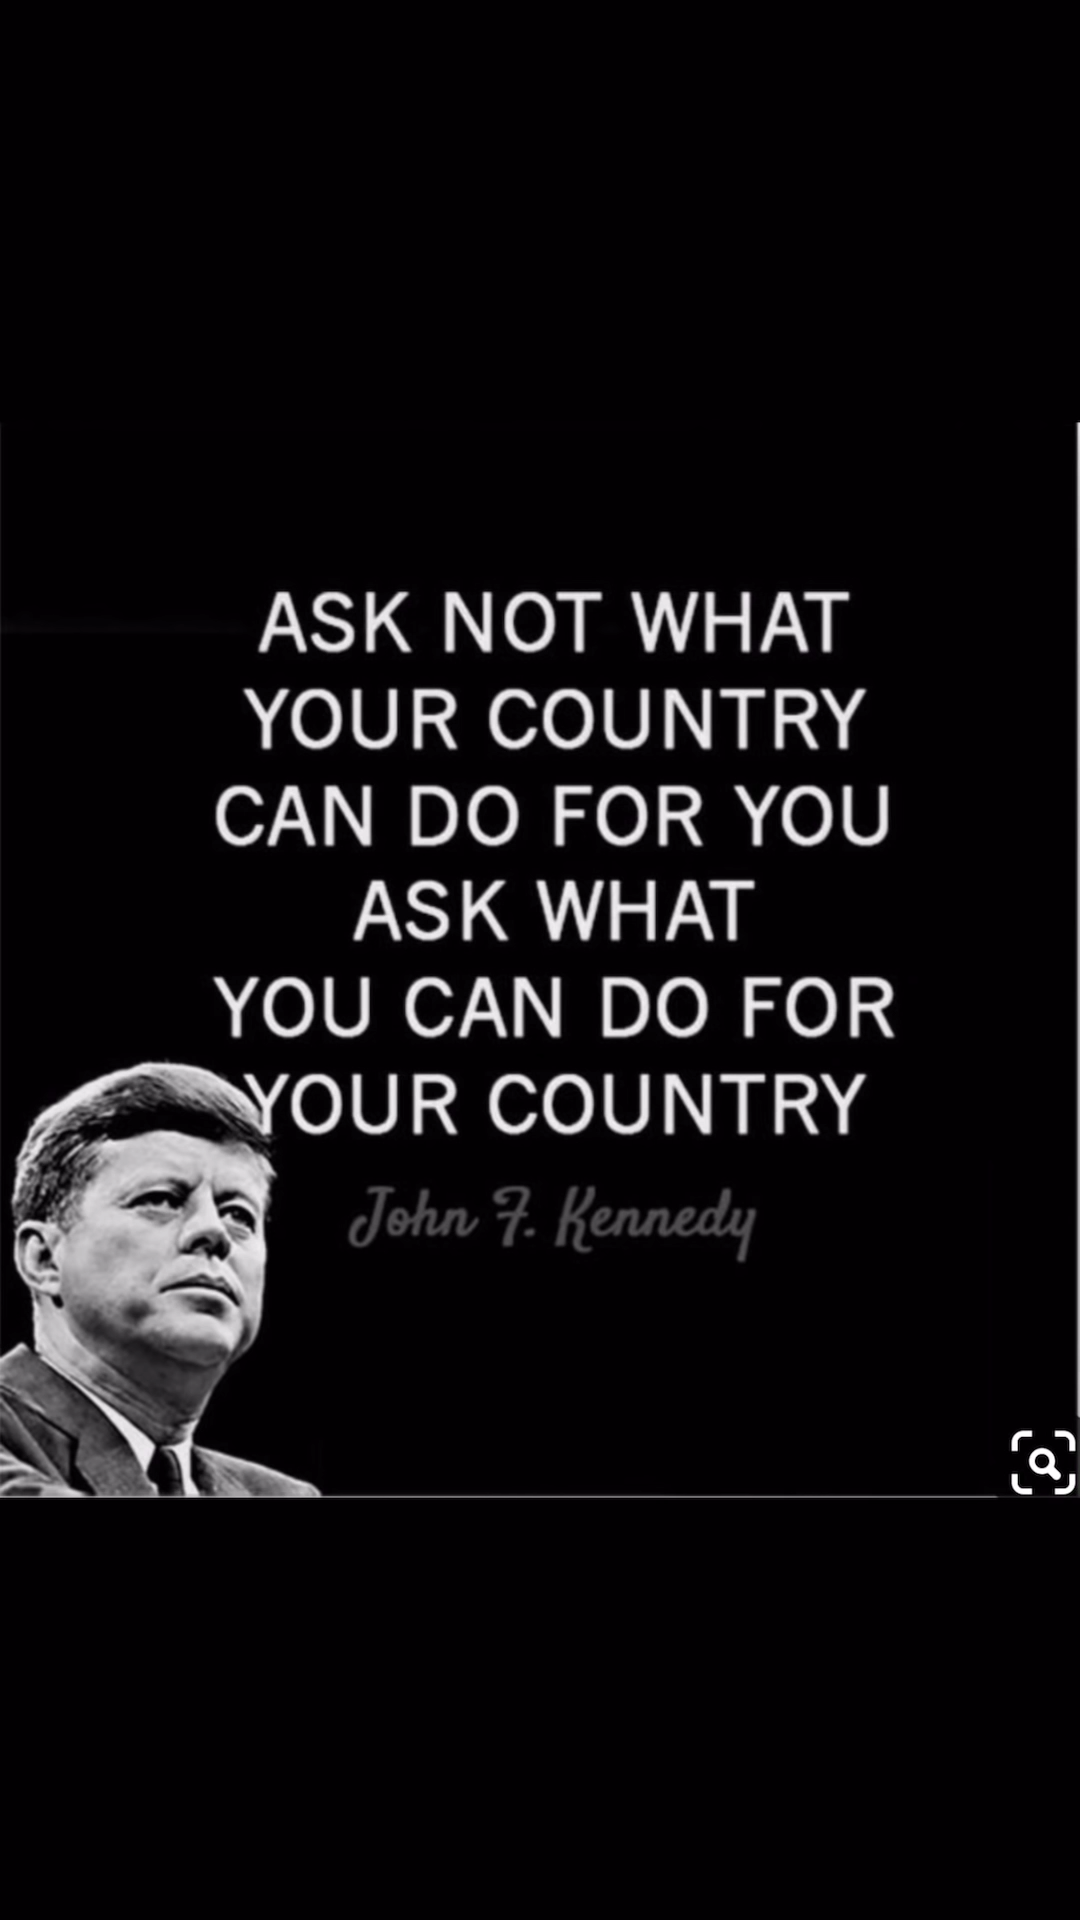 ASK NOT WHAT
YOUR COUNTRY
CAN DO FOR YOU
ASK WHAT
YOU CAN DO FOR
YOUR COUNTRY
John F. Kennedy